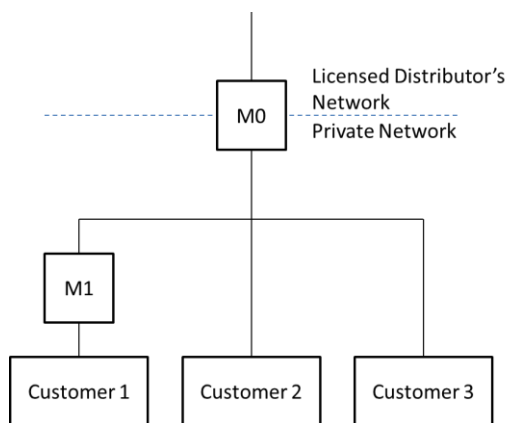 Licensed Distributor's
Network
M0
Private Network
M1
Customer 1
Customer 2
Customer 3